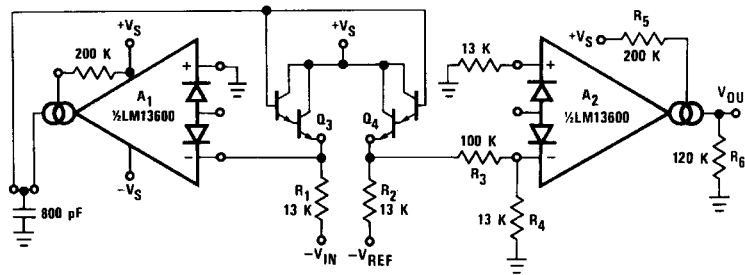 +VS
200 K
A1
½LM13600
-VS
800 pF
+
−
+VS
Q3
Q4
R1
13 K
-VIN
R2
13 K
-VREF
13 K
100 K
R3
13 K
R4
+
−
A2
½LM13600
+VS
R5
200 K
VOU
120 K
R6